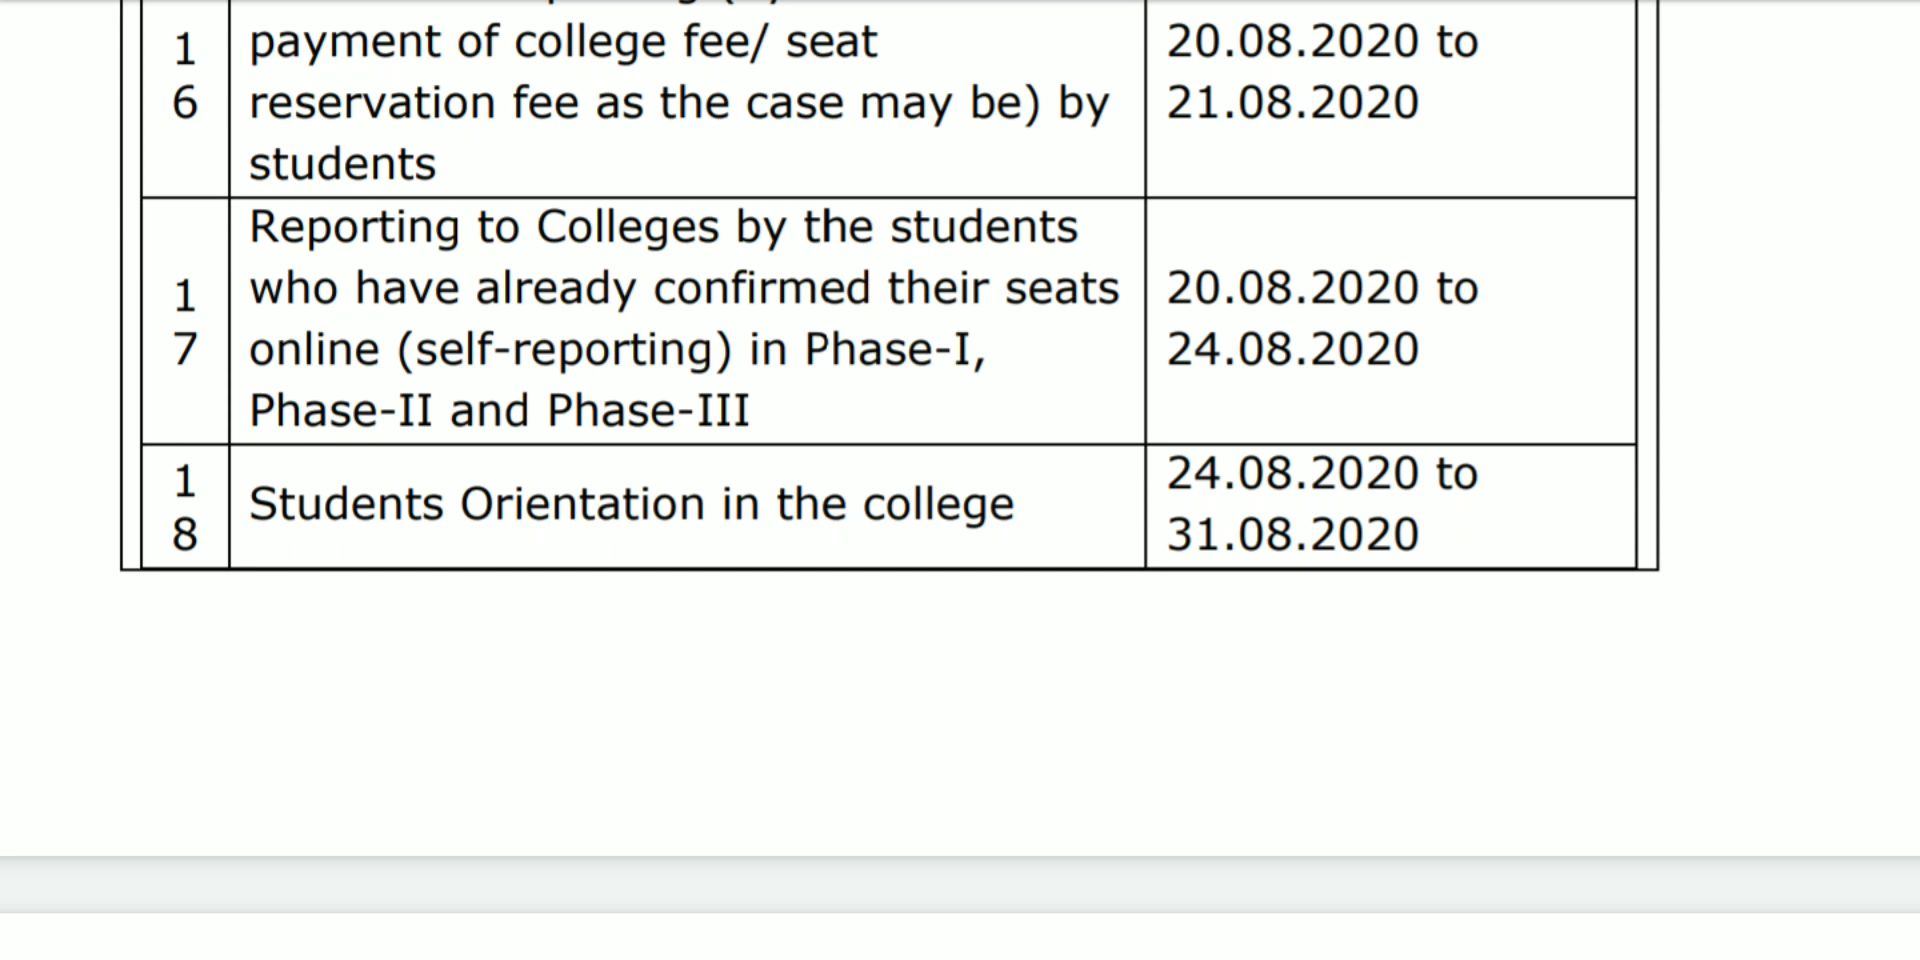 1
6
payment of college fee/ seat
reservation fee as the case may be) by
students
20.08.2020 to
21.08.2020
1
7
Reporting to Colleges by the students
who have already confirmed their seats
online (self-reporting) in Phase-I,
Phase-II and Phase-III
20.08.2020 to
24.08.2020
1
8
Students Orientation in the college
24.08.2020 to
31.08.2020